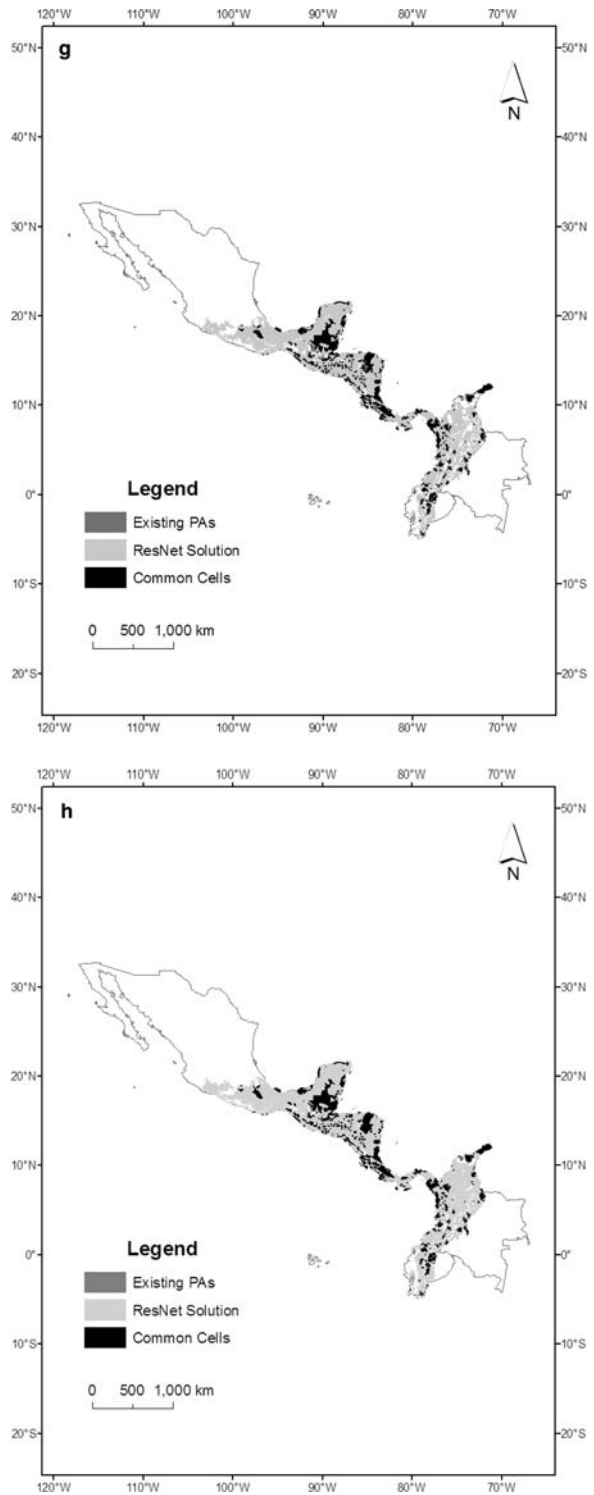 120°W 110°W 100°W 90°W 80°W 70°W
g
50°N 50°N
N
40°N 40°N
30°N 30°N
20°N 20°N
10°N 10°N
0° 0°
Legend
Existing PAs
ResNet Solution
Common Cells
10°S 10°S
0 500 1,000 km
20°S 20°S
120°W 110°W 100°W 90°W 80°W 70°W
120°W 110°W 100°W 90°W 80°W 70°W
h
50°N 50°N
N
40°N 40°N
30°N 30°N
20°N 20°N
10°N 10°N
0° 0°
Legend
Existing PAs
ResNet Solution
Common Cells
10°S 10°S
0 500 1,000 km
20°S 20°S
120°W 110°W 100°W 90°W 80°W 70°W